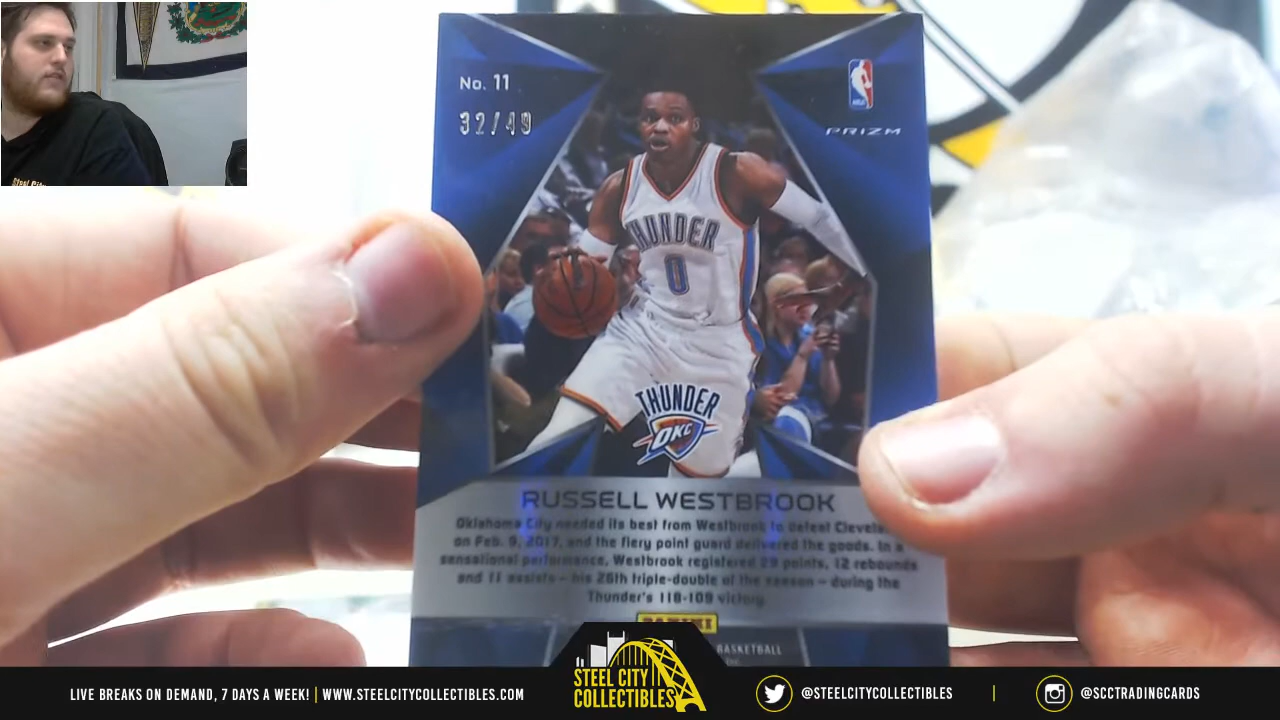 No. 11
32/49
PRIZM
THUNDER
0
THUNDER
OKC
RUSSELL WESTBROOK
Oklahoma City needed its best from Westbrook to defeat
on Feb. 9, 2017, and the fiery point guard delivered the goods. In a
sensational performance, Westbrook registered 29 points, 12 rebounds
and 11 assists – his 26th triple-double of the season – during the
Thunder's 118-109 victory.
PANINI
BASKETBALL
STEEL CITY
COLLECTIBLES
LIVE BREAKS ON DEMAND, 7 DAYS A WEEK! | WWW.STEELCITYCOLLECTIBLES.COM
@STEELCITYCOLLECTIBLES | @SCCTRADINGCARDS